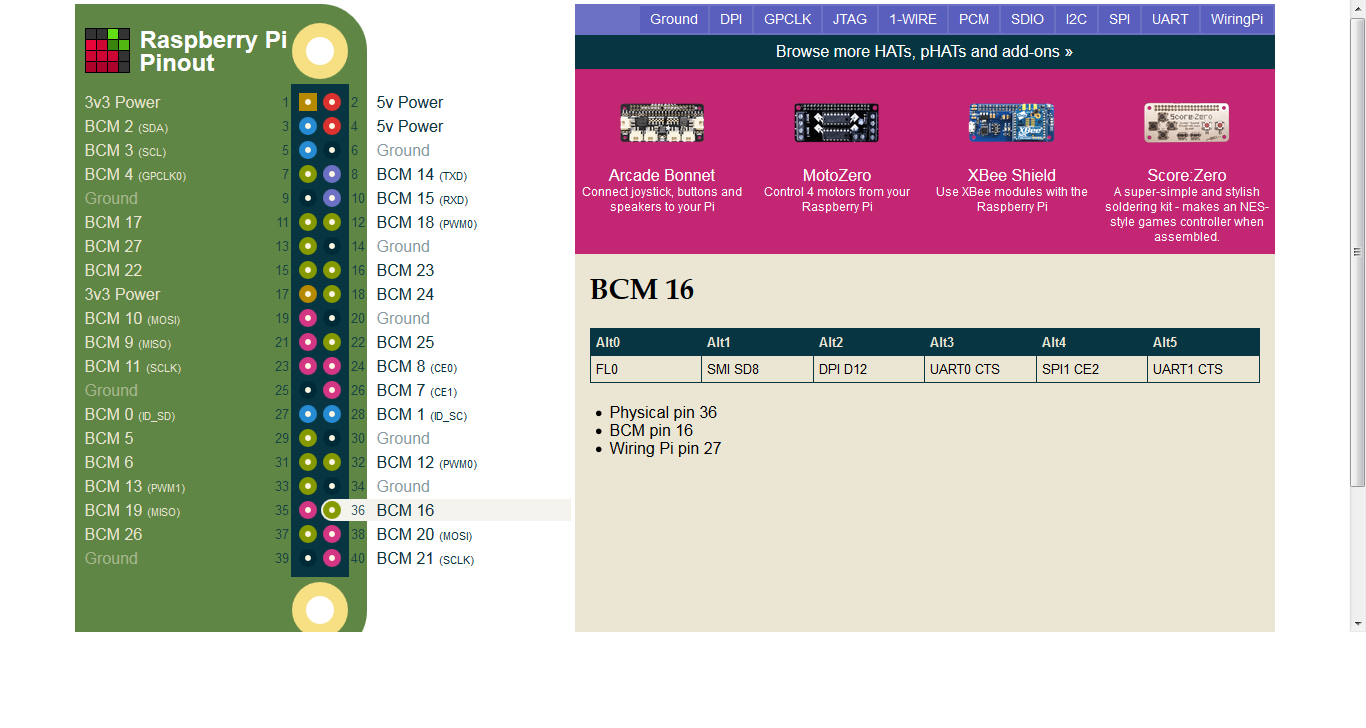 Raspberry Pi
Pinout
3v3 Power 1 2 5v Power
BCM 2 (SDA) 3 4 5v Power
BCM 3 (SCL) 5 6 Ground
BCM 4 (GPCLK0) 7 8 BCM 14 (TXD)
Ground 9 10 BCM 15 (RXD)
BCM 17 11 12 BCM 18 (PWM0)
BCM 27 13 14 Ground
BCM 22 15 16 BCM 23
3v3 Power 17 18 BCM 24
BCM 10 (MOSI) 19 20 Ground
BCM 9 (MISO) 21 22 BCM 25
BCM 11 (SCLK) 23 24 BCM 8 (CE0)
Ground 25 26 BCM 7 (CE1)
BCM 0 (ID_SD) 27 28 BCM 1 (ID_SC)
BCM 5 29 30 Ground
BCM 6 31 32 BCM 12 (PWM0)
BCM 13 (PWM1) 33 34 Ground
BCM 19 (MISO) 35 36 BCM 16
BCM 26 37 38 BCM 20 (MOSI)
Ground 39 40 BCM 21 (SCLK)
Ground DPI GPCLK JTAG 1-WIRE PCM SDIO I2C SPI UART WiringPi
Browse more HATs, pHATs and add-ons »
Arcade Bonnet
Connect joystick, buttons and
speakers to your Pi
MotoZero
Control 4 motors from your
Raspberry Pi
XBee
XBee Shield
Use XBee modules with the
Raspberry Pi
Score:Zero
Score:Zero
A super-simple and stylish
soldering kit - makes an NES-
style games controller when
assembled.
BCM 16
Alt0 Alt1 Alt2 Alt3 Alt4 Alt5
FL0 SMI SD8 DPI D12 UART0 CTS SPI1 CE2 UART1 CTS
• Physical pin 36
• BCM pin 16
• Wiring Pi pin 27